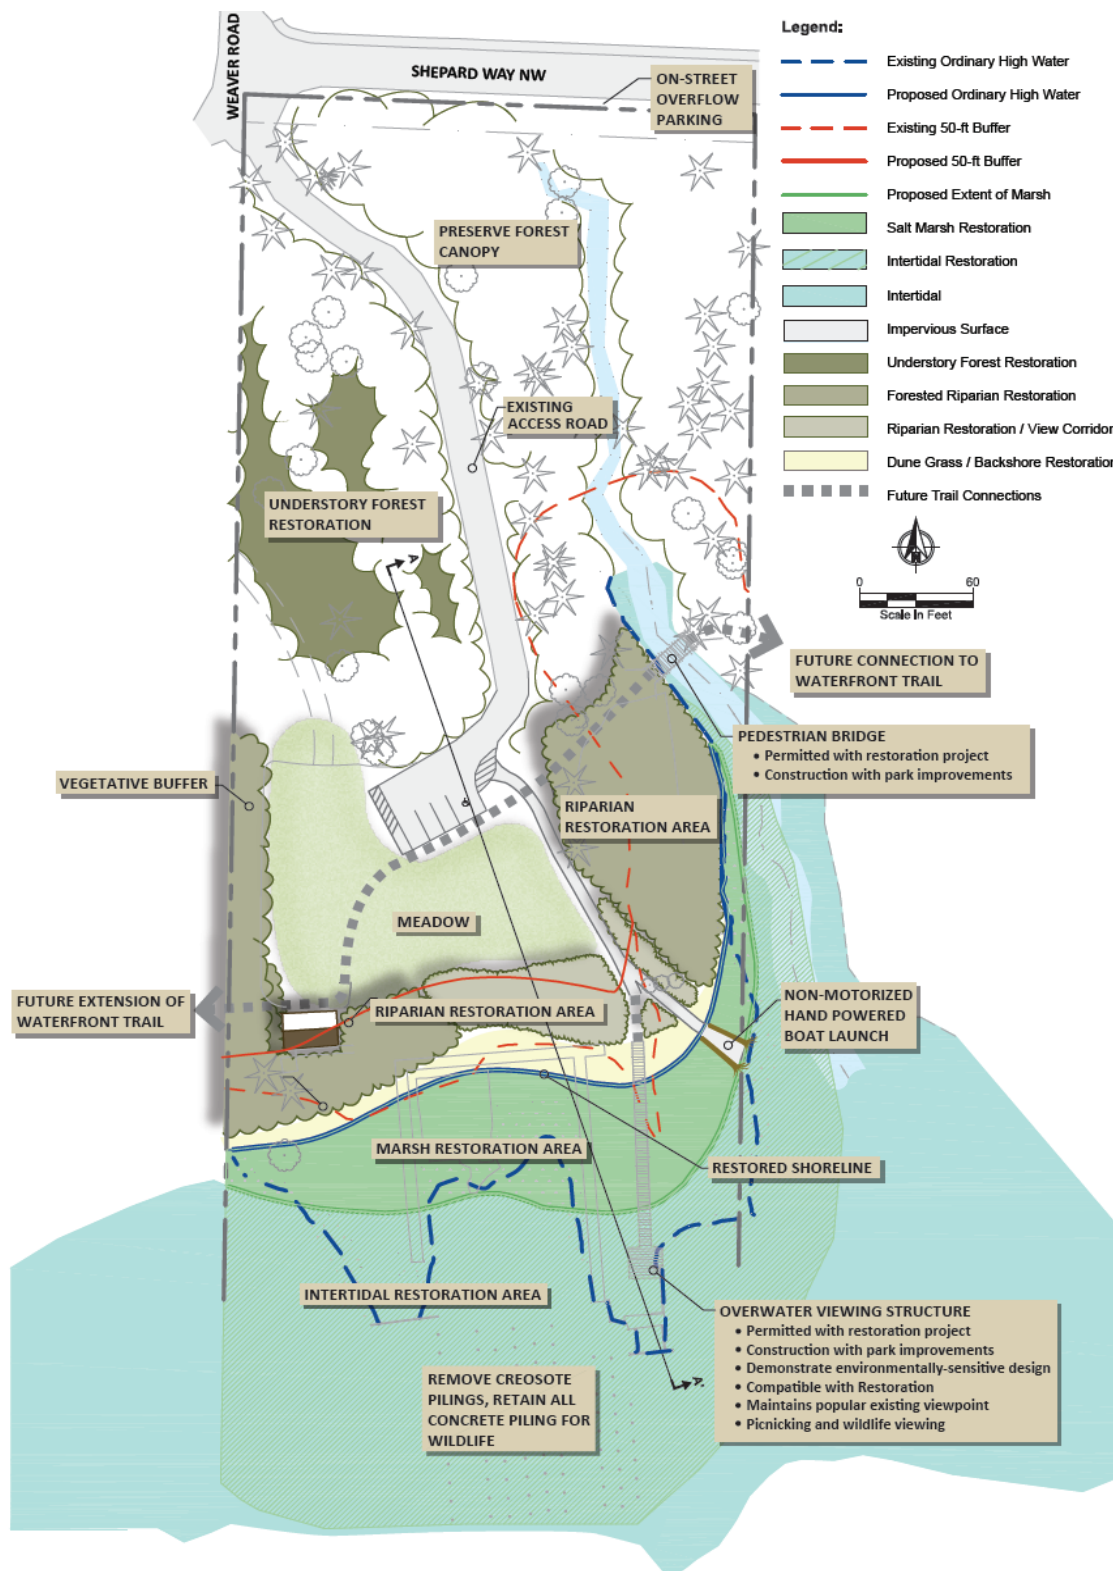 Legend:
Existing Ordinary High Water
Proposed Ordinary High Water
Existing 50-ft Buffer
Proposed 50-ft Buffer
Proposed Extent of Marsh
Salt Marsh Restoration
Intertidal Restoration
Intertidal
Impervious Surface
Understory Forest Restoration
Forested Riparian Restoration
Riparian Restoration / View Corridor
Dune Grass / Backshore Restoration
Future Trail Connections
N
0 60
Scale in Feet
WEAVER ROAD
SHEPARD WAY NW
ON-STREET
OVERFLOW
PARKING
PRESERVE FOREST
CANOPY
EXISTING
ACCESS ROAD
UNDERSTORY FOREST
RESTORATION
A
FUTURE CONNECTION TO
WATERFRONT TRAIL
PEDESTRIAN BRIDGE
• Permitted with restoration project
• Construction with park improvements
VEGETATIVE BUFFER
RIPARIAN
RESTORATION AREA
MEADOW
FUTURE EXTENSION OF
WATERFRONT TRAIL
RIPARIAN RESTORATION AREA
NON-MOTORIZED
HAND POWERED
BOAT LAUNCH
MARSH RESTORATION AREA
RESTORED SHORELINE
INTERTIDAL RESTORATION AREA
OVERWATER VIEWING STRUCTURE
• Permitted with restoration project
• Construction with park improvements
• Demonstrate environmentally-sensitive design
• Compatible with Restoration
• Maintains popular existing viewpoint
• Picnicking and wildlife viewing
A'
REMOVE CREOSOTE
PILINGS, RETAIN ALL
CONCRETE PILING FOR
WILDLIFE